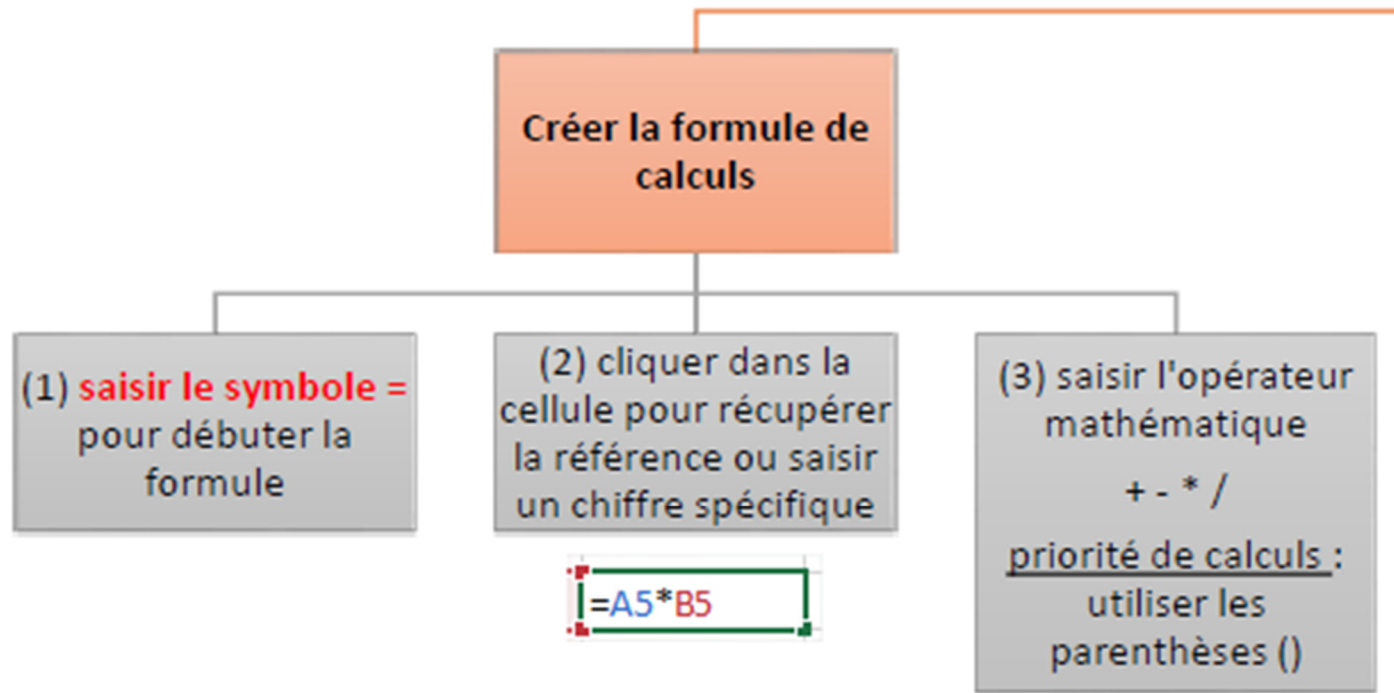 Créer la formule de
calculs
(1) saisir le symbole =
pour débuter la
formule
(2) cliquer dans la
cellule pour récupérer
la référence ou saisir
un chiffre spécifique
=A5*B5
(3) saisir l'opérateur
mathématique
+ - * /
priorité de calculs :
utiliser les
parenthèses ()